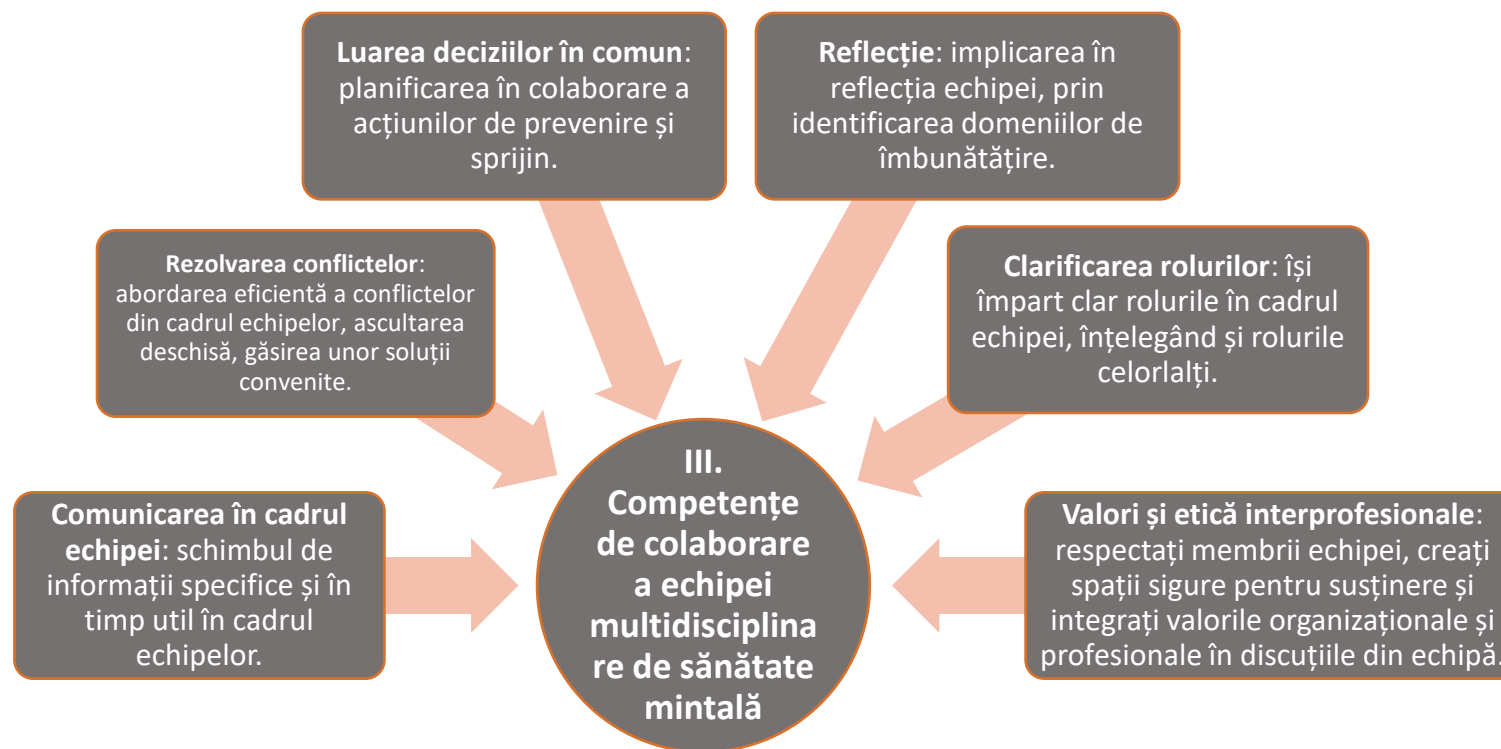 Luarea deciziilor în comun:
planificarea în colaborare a
acțiunilor de prevenire și
sprijin.
Reflecție: implicarea în
reflecția echipei, prin
identificarea domeniilor de
îmbunătățire.
Rezolvarea conflictelor:
abordarea eficientă a conflictelor
din cadrul echipelor, ascultarea
deschisă, găsirea unor soluții
convenite.
Clarificarea rolurilor: își
împart clar rolurile în cadrul
echipei, înțelegând și rolurile
celorlalți.
Comunicarea în cadrul
echipei: schimbul de
informații specifice și în
timp util în cadrul
echipelor.
III.
Competențe
de colaborare
a echipei
multidisciplina
re de sănătate
mintală
Valori și etică interprofesionale:
respectați membrii echipei, creați
spații sigure pentru susținere și
integrați valorile organizaționale și
profesionale în discuțiile din echipă.